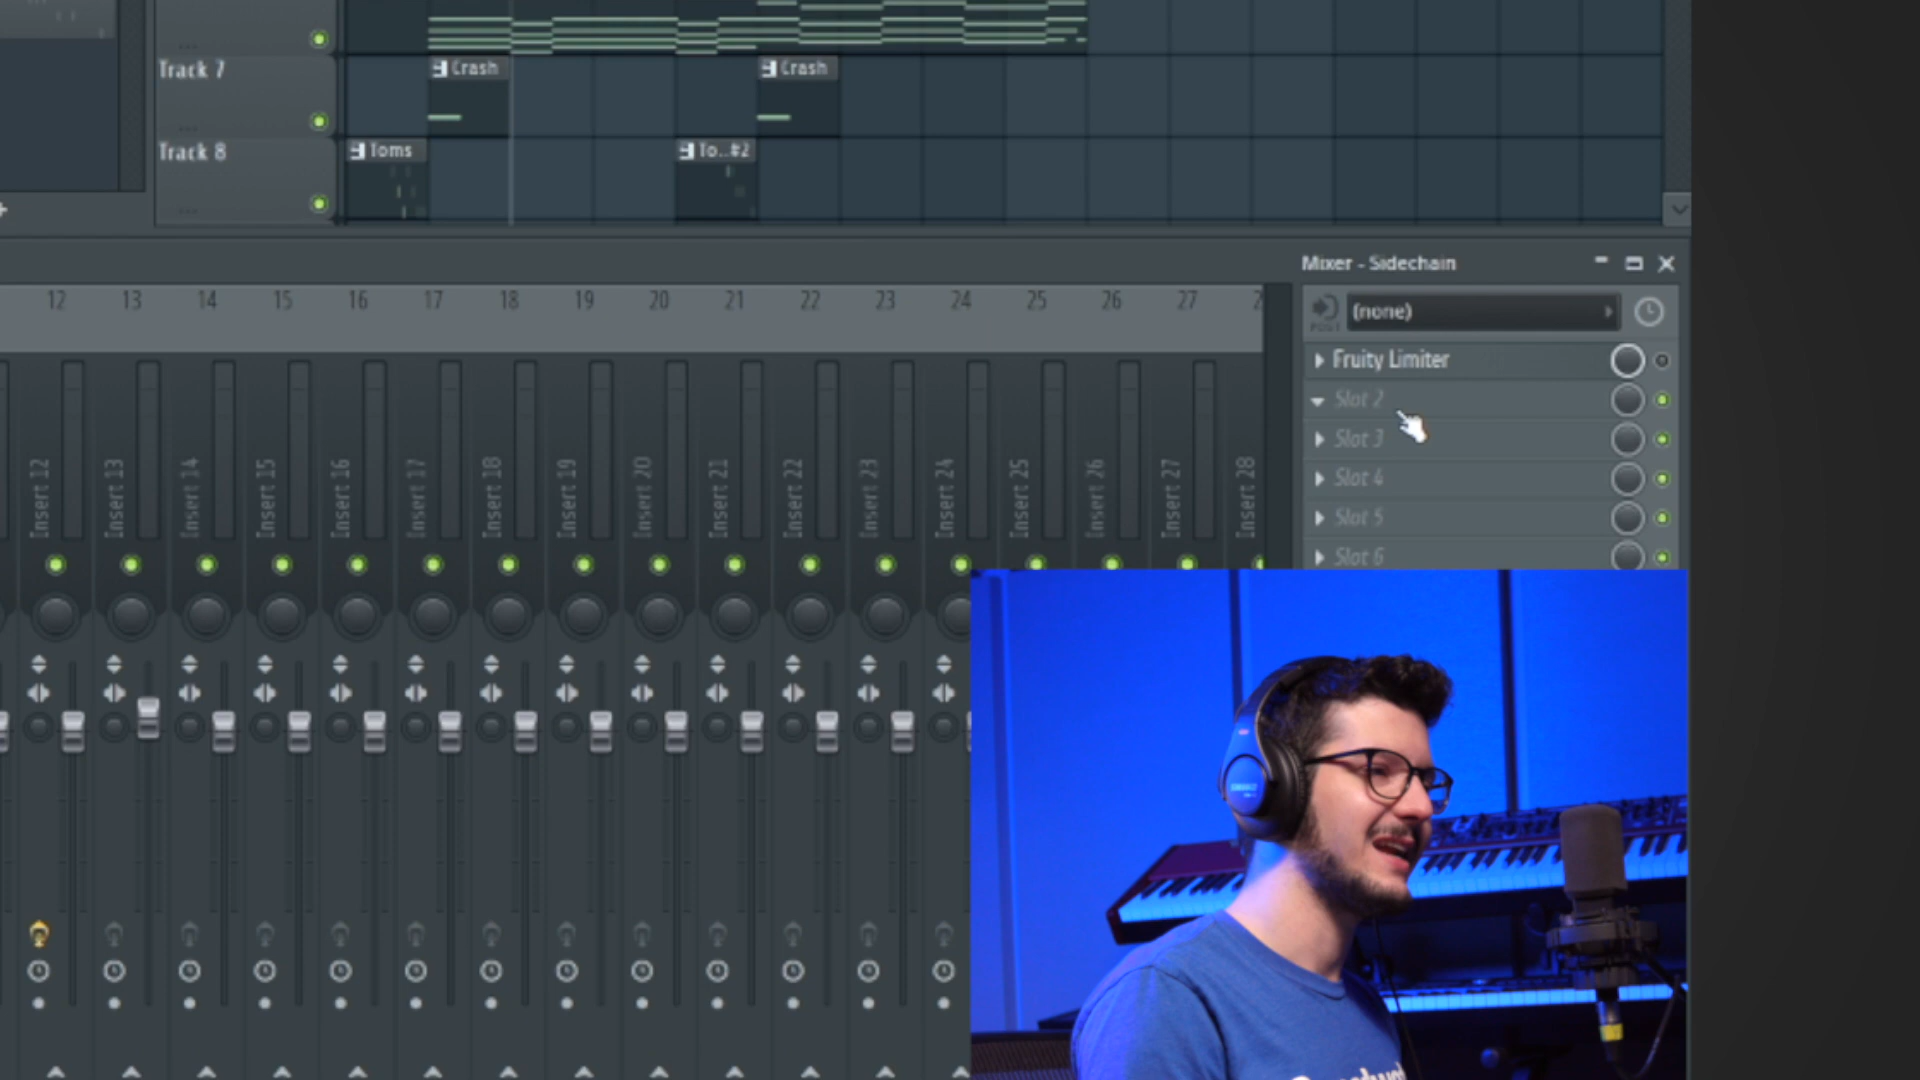 Track 7
Crash
Crash
Track 8
Toms
To...#2
Mixer - Sidechain
12 13 14 15 16 17 18 19 20 21 22 23 24 25 26 27
(none)
POST
Fruity Limiter
Slot 2
Slot 3
Slot 4
Slot 5
Slot 6
Insert 12
Insert 13
Insert 14
Insert 15
Insert 16
Insert 17
Insert 18
Insert 19
Insert 20
Insert 21
Insert 22
Insert 23
Insert 24
Insert 25
Insert 26
Insert 27
Insert 28